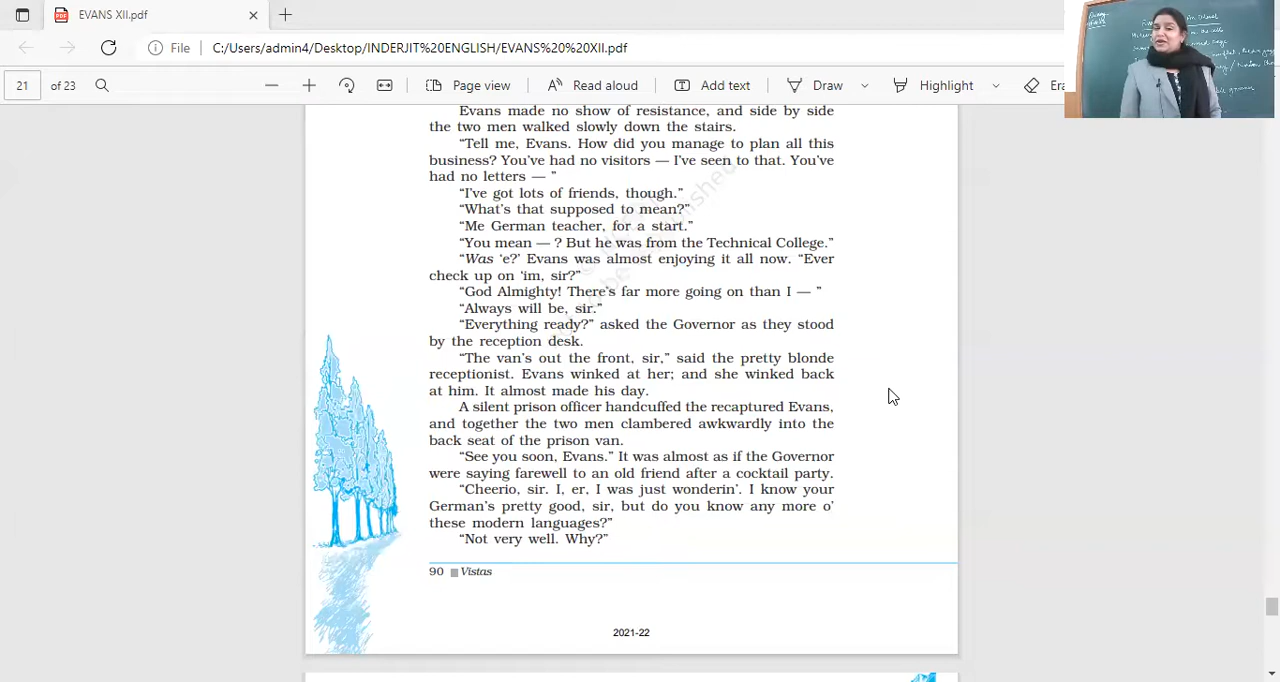 EVANS XII.pdf
File C:/Users/admin4/Desktop/INDERJIT%20ENGLISH/EVANS%20%20XII.pdf
21 of 23 Page view Read aloud Add text Draw Highlight Era
Evans made no show of resistance, and side by side
the two men walked slowly down the stairs.
“Tell me, Evans. How did you manage to plan all this
business? You’ve had no visitors — I’ve seen to that. You’ve
had no letters — ”
“I’ve got lots of friends, though.”
“What’s that supposed to mean?”
“Me German teacher, for a start.”
“You mean — ? But he was from the Technical College.”
“Was ‘e?’ Evans was almost enjoying it all now. “Ever
check up on ‘im, sir?”
“God Almighty! There’s far more going on than I — ”
“Always will be, sir.”
“Everything ready?” asked the Governor as they stood
by the reception desk.
“The van’s out the front, sir,” said the pretty blonde
receptionist. Evans winked at her; and she winked back
at him. It almost made his day.
A silent prison officer handcuffed the recaptured Evans,
and together the two men clambered awkwardly into the
back seat of the prison van.
“See you soon, Evans.” It was almost as if the Governor
were saying farewell to an old friend after a cocktail party.
“Cheerio, sir. I, er, I was just wonderin’. I know your
German’s pretty good, sir, but do you know any more o’
these modern languages?”
“Not very well. Why?”
90 Vistas
2021-22